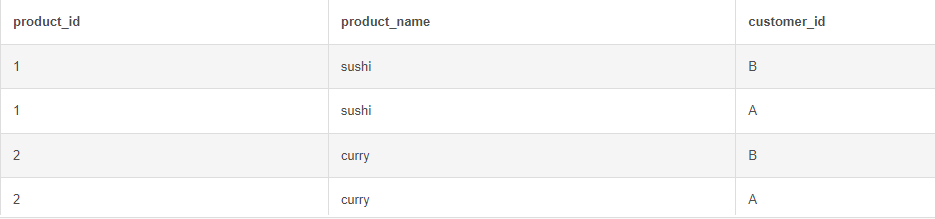 product_id product_name customer_id
1 sushi B
1 sushi A
2 curry B
2 curry A